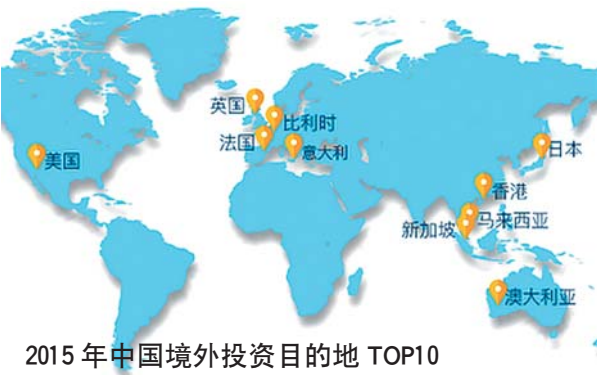 英国
比利时
法国
意大利
美国
日本
香港
马来西亚
新加坡
澳大利亚
2015 年中国境外投资目的地 TOP10